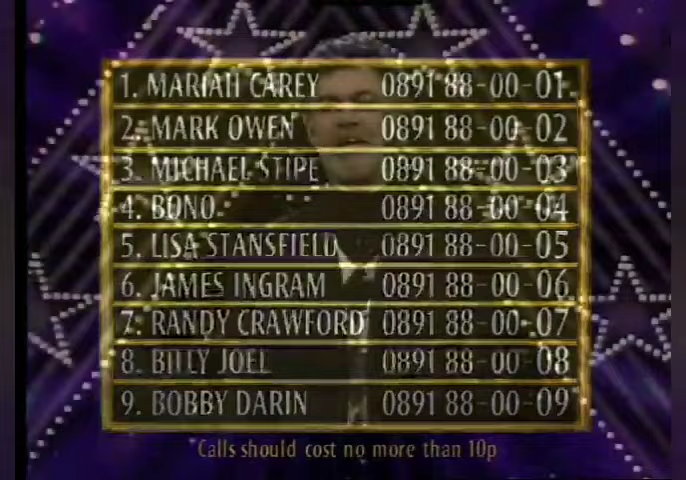 1. MARIAH CAREY 0891 88-00-01
2. MARK OWEN 0891 88-00-02
3. MICHAEL STIPE 0891 88-00-03
4. BONO 0891 88-00-04
5. LISA STANSFIELD 0891 88-00-05
6. JAMES INGRAM 0891 88-00-06
7. RANDY CRAWFORD 0891 88-00-07
8. BILLY JOEL 0891 88-00-08
9. BOBBY DARIN 0891 88-00-09
*Calls should cost no more than 10p